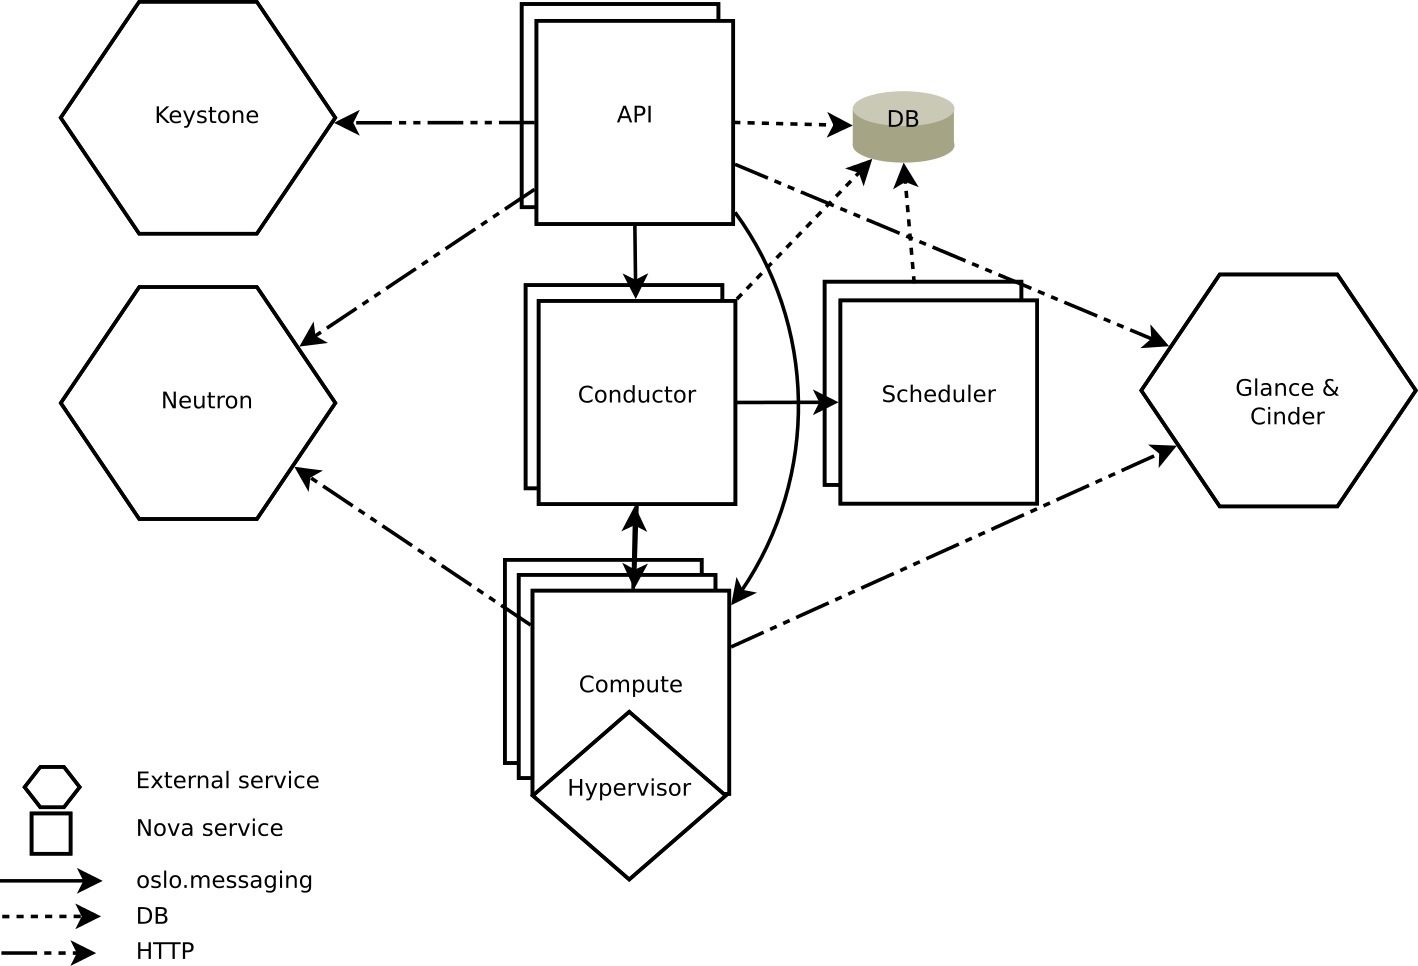 Keystone
API
DB
Neutron
Conductor
Scheduler
Glance &
Cinder
Compute
Hypervisor
External service
Nova service
oslo.messaging
DB
HTTP